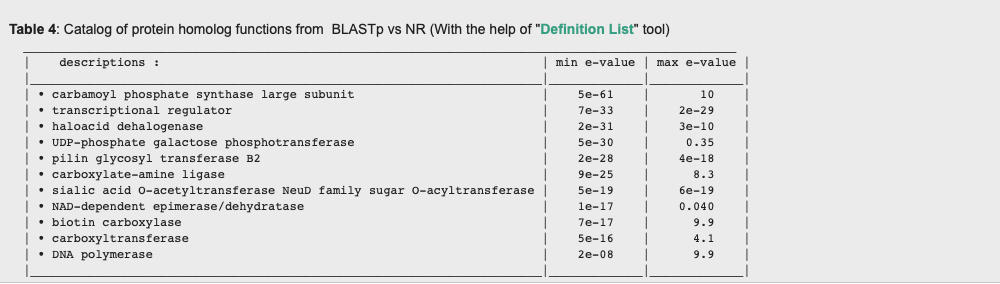 Table 4: Catalog of protein homolog functions from BLASTp vs NR (With the help of "Definition List" tool)
descriptions : | min e-value | max e-value
• carbamoyl phosphate synthase large subunit | 5e-61 | 10
• transcriptional regulator | 7e-33 | 2e-29
• haloacid dehalogenase | 2e-31 | 3e-10
• UDP-phosphate galactose phosphotransferase | 5e-30 | 0.35
• pilin glycosyl transferase B2 | 2e-28 | 4e-18
• carboxylate-amine ligase | 9e-25 | 8.3
• sialic acid O-acetyltransferase NeuD family sugar O-acyltransferase | 5e-19 | 6e-19
• NAD-dependent epimerase/dehydratase | 1e-17 | 0.040
• biotin carboxylase | 7e-17 | 9.9
• carboxyltransferase | 5e-16 | 4.1
• DNA polymerase | 2e-08 | 9.9